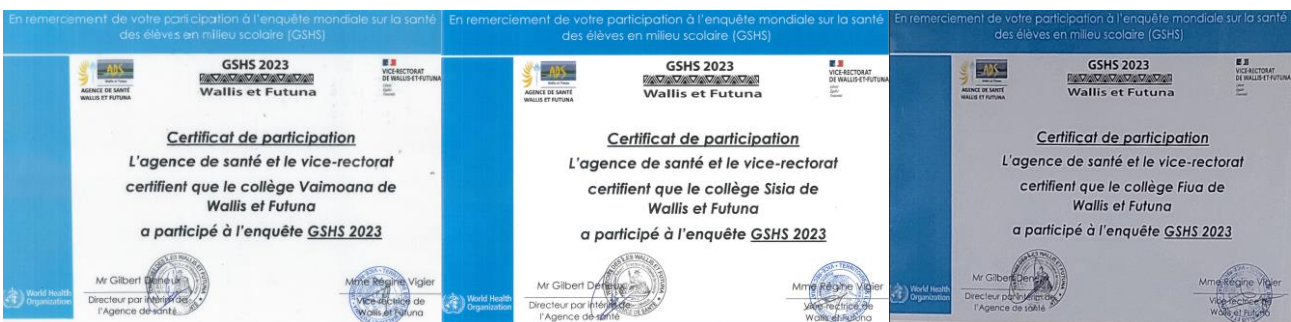 En remerciement de votre participation à l'enquête mondiale sur la santé
des élèves en milieu scolaire (GSHS)
AGENCE DE SANTÉ
WALLIS ET FUTUNA
GSHS 2023
Wallis et Futuna
VICE-RECTORAT
DE WALLIS-ET-FUTUNA
Certificat de participation
L'agence de santé et le vice-rectorat
certifient que le collège Vaimoana de
Wallis et Futuna
a participé à l'enquête GSHS 2023
Mr Gilbert Deneux
Directeur par intérim de
l'Agence de santé
Mme Régine Vigier
Vice-rectrice de
Wallis et Futuna
World Health
Organization
En remerciement de votre participation à l'enquête mondiale sur la santé
des élèves en milieu scolaire (GSHS)
AGENCE DE SANTÉ
WALLIS ET FUTUNA
GSHS 2023
Wallis et Futuna
VICE-RECTORAT
DE WALLIS-ET-FUTUNA
Certificat de participation
L'agence de santé et le vice-rectorat
certifient que le collège Sisia de
Wallis et Futuna
a participé à l'enquête GSHS 2023
Mr Gilbert Deneux
Directeur par intérim de
l'Agence de santé
Mme Régine Vigier
Vice-rectrice de
Wallis et Futuna
World Health
Organization
En remerciement de votre participation à l'enquête mondiale sur la santé
des élèves en milieu scolaire (GSHS)
AGENCE DE SANTÉ
WALLIS ET FUTUNA
GSHS 2023
Wallis et Futuna
VICE-RECTORAT
DE WALLIS-ET-FUTUNA
Certificat de participation
L'agence de santé et le vice-rectorat
certifient que le collège Fiua de
Wallis et Futuna
a participé à l'enquête GSHS 2023
Mr Gilbert Deneux
Directeur par intérim de
l'Agence de santé
Mme Régine Vigier
Vice-rectrice de
Wallis et Futuna
World Health
Organization